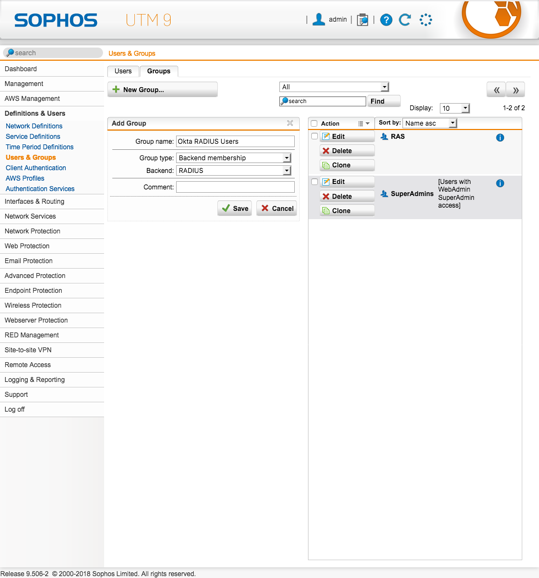 SOPHOS UTM 9
admin
search
Users & Groups
Dashboard
Management
AWS Management
Definitions & Users
Network Definitions
Service Definitions
Time Period Definitions
Users & Groups
Client Authentication
AWS Profiles
Authentication Services
Interfaces & Routing
Network Services
Network Protection
Web Protection
Email Protection
Advanced Protection
Endpoint Protection
Wireless Protection
Webserver Protection
RED Management
Site-to-site VPN
Remote Access
Logging & Reporting
Support
Log off
Users Groups
New Group...
All
search
Find
Display: 10
1-2 of 2
Add Group
Group name: Okta RADIUS Users
Group type: Backend membership
Backend: RADIUS
Comment:
Save Cancel
Action Sort by: Name asc
Edit
Delete
Clone
RAS
Edit
Delete
Clone
SuperAdmins
[Users with
WebAdmin
SuperAdmin
access]
Release 9.506-2 © 2000-2018 Sophos Limited. All rights reserved.